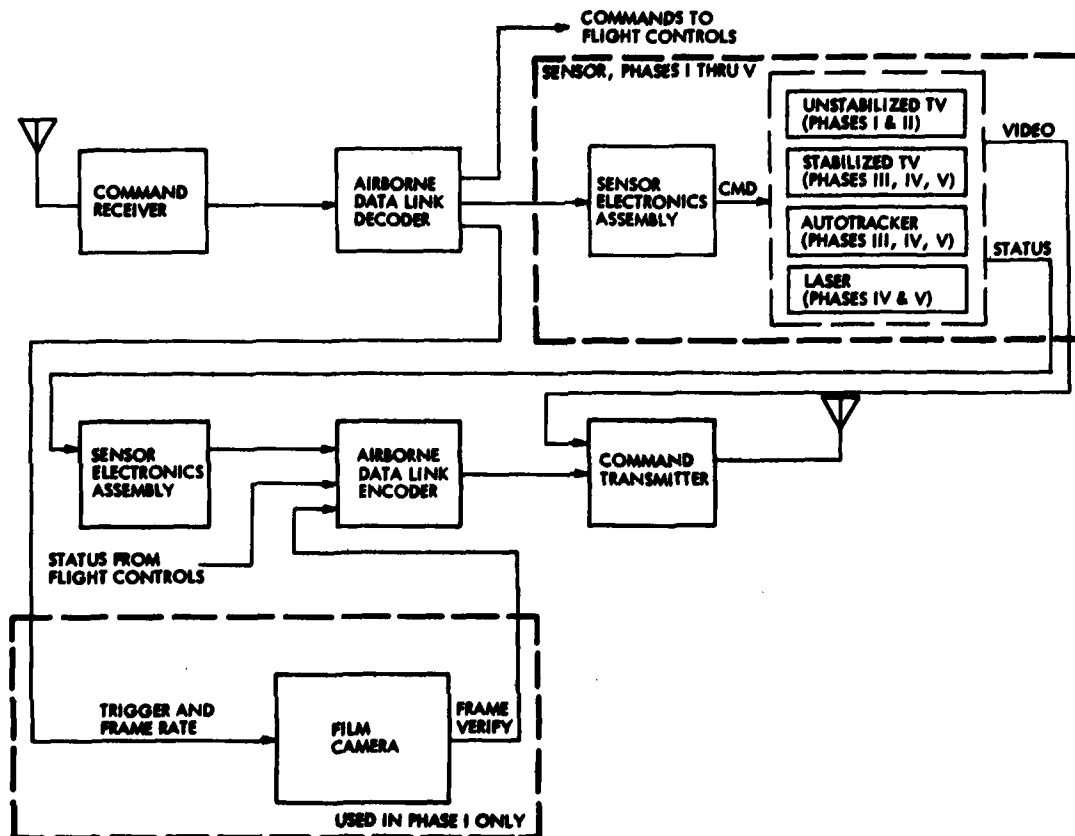 COMMANDS TO
FLIGHT CONTROLS
SENSOR, PHASES I THRU V
UNSTABILIZED TV
(PHASES I & II)
VIDEO
COMMAND
RECEIVER
AIRBORNE
DATA LINK
DECODER
SENSOR
ELECTRONICS
ASSEMBLY
CMD
STABILIZED TV
(PHASES III, IV, V)
AUTOTRACKER
(PHASES III, IV, V)
STATUS
LASER
(PHASES IV & V)
SENSOR
ELECTRONICS
ASSEMBLY
AIRBORNE
DATA LINK
ENCODER
COMMAND
TRANSMITTER
STATUS FROM
FLIGHT CONTROLS
TRIGGER AND
FRAME RATE
FILM
CAMERA
FRAME
VERIFY
USED IN PHASE I ONLY